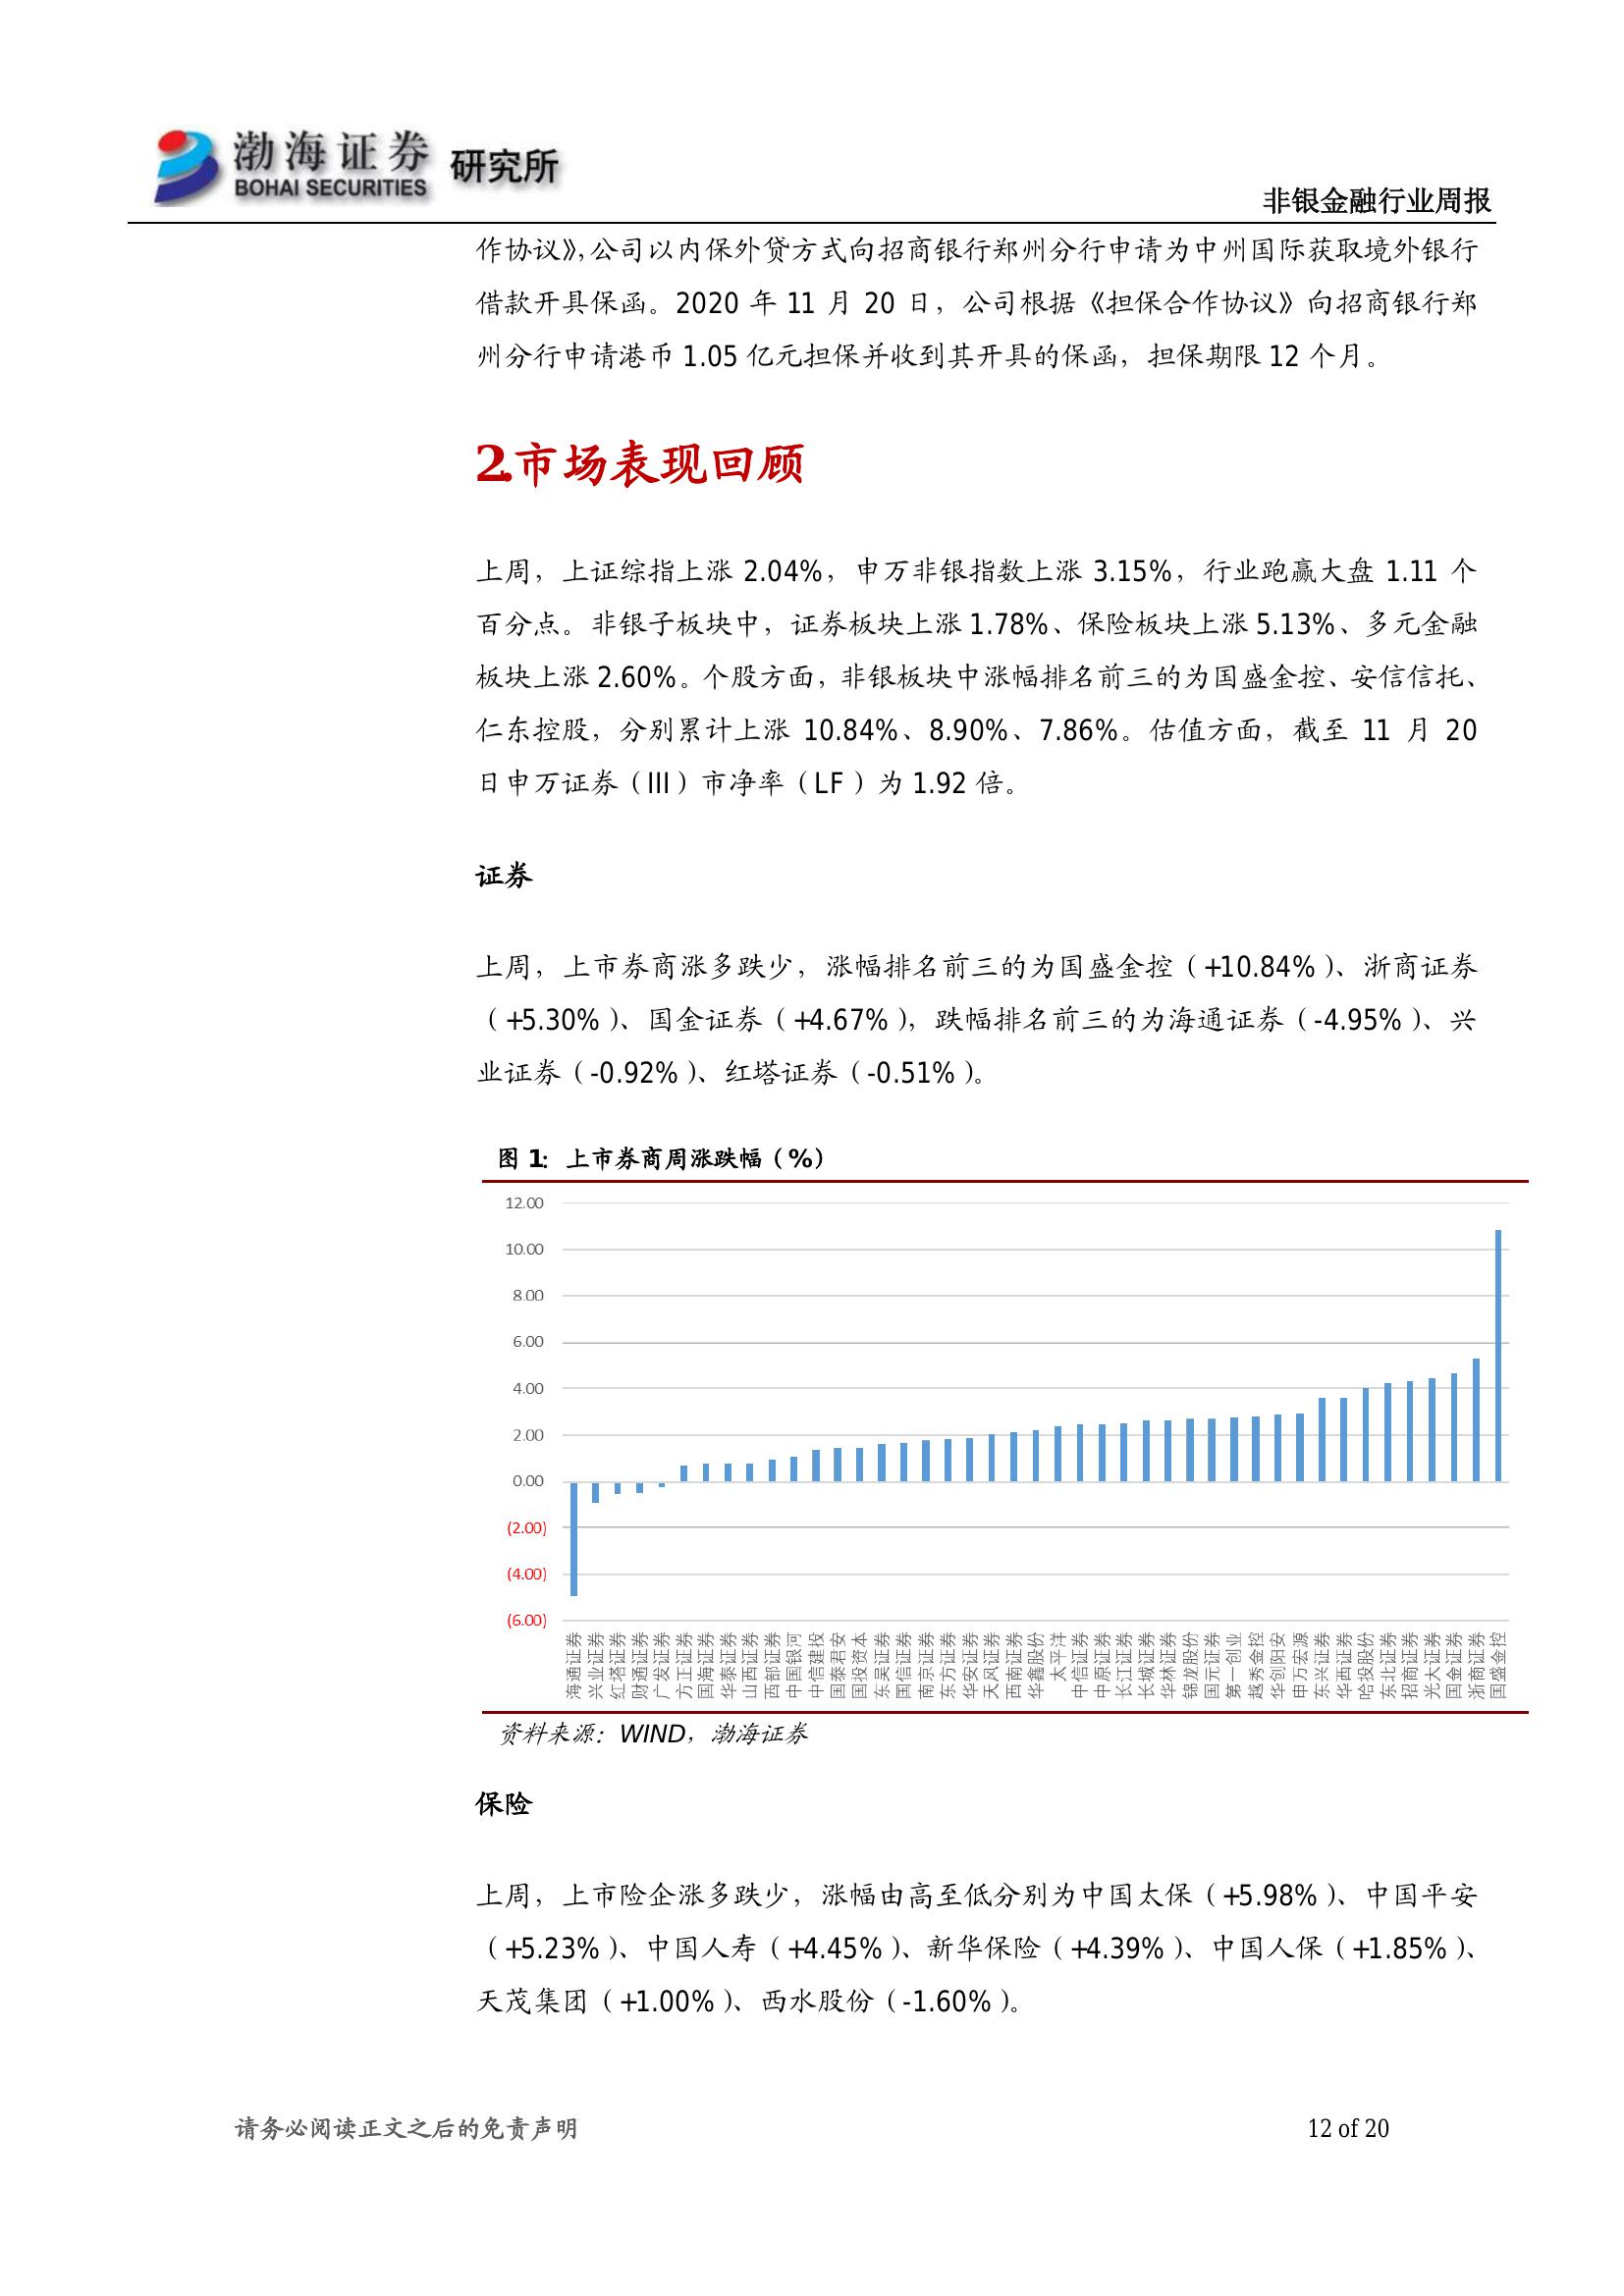 渤海证券 研究所
BOHAI SECURITIES
非银金融行业周报
作协议》，公司以内保外贷方式向招商银行郑州分行申请为中州国际获取境外银行
借款开具保函。2020 年 11 月 20 日，公司根据《担保合作协议》向招商银行郑
州分行申请港币 1.05 亿元担保并收到其开具的保函，担保期限 12 个月。
2.市场表现回顾
上周，上证综指上涨 2.04%，申万非银指数上涨 3.15%，行业跑赢大盘 1.11 个
百分点。非银子板块中，证券板块上涨 1.78%、保险板块上涨 5.13%、多元金融
板块上涨 2.60%。个股方面，非银板块中涨幅排名前三的为国盛金控、安信信托、
仁东控股，分别累计上涨 10.84%、8.90%、7.86%。估值方面，截至 11 月 20
日申万证券（III）市净率（LF）为 1.92 倍。
证券
上周，上市券商涨多跌少，涨幅排名前三的为国盛金控（+10.84%）、浙商证券
（+5.30%）、国金证券（+4.67%），跌幅排名前三的为海通证券（-4.95%）、兴
业证券（-0.92%）、红塔证券（-0.51%）。
图 1：上市券商周涨跌幅（%）
12.00
10.00
8.00
6.00
4.00
2.00
0.00
(2.00)
(4.00)
(6.00)
海通证券
兴业证券
红塔证券
财通证券
广发证券
方正证券
国海证券
华泰证券
山西证券
西部证券
中国银河
中信建投
国泰君安
国投资本
东吴证券
国信证券
南京证券
东方证券
华安证券
天风证券
西南证券
华鑫股份
太平洋
中信证券
中原证券
长江证券
长城证券
华林证券
锦龙股份
国元证券
第一创业
越秀金控
华创阳安
申万宏源
东兴证券
华西证券
哈投股份
东北证券
招商证券
光大证券
国金证券
浙商证券
国盛金控
资料来源：WIND，渤海证券
保险
上周，上市险企涨多跌少，涨幅由高至低分别为中国太保（+5.98%）、中国平安
（+5.23%）、中国人寿（+4.45%）、新华保险（+4.39%）、中国人保（+1.85%）、
天茂集团（+1.00%）、西水股份（-1.60%）。
请务必阅读正文之后的免责声明
12 of 20